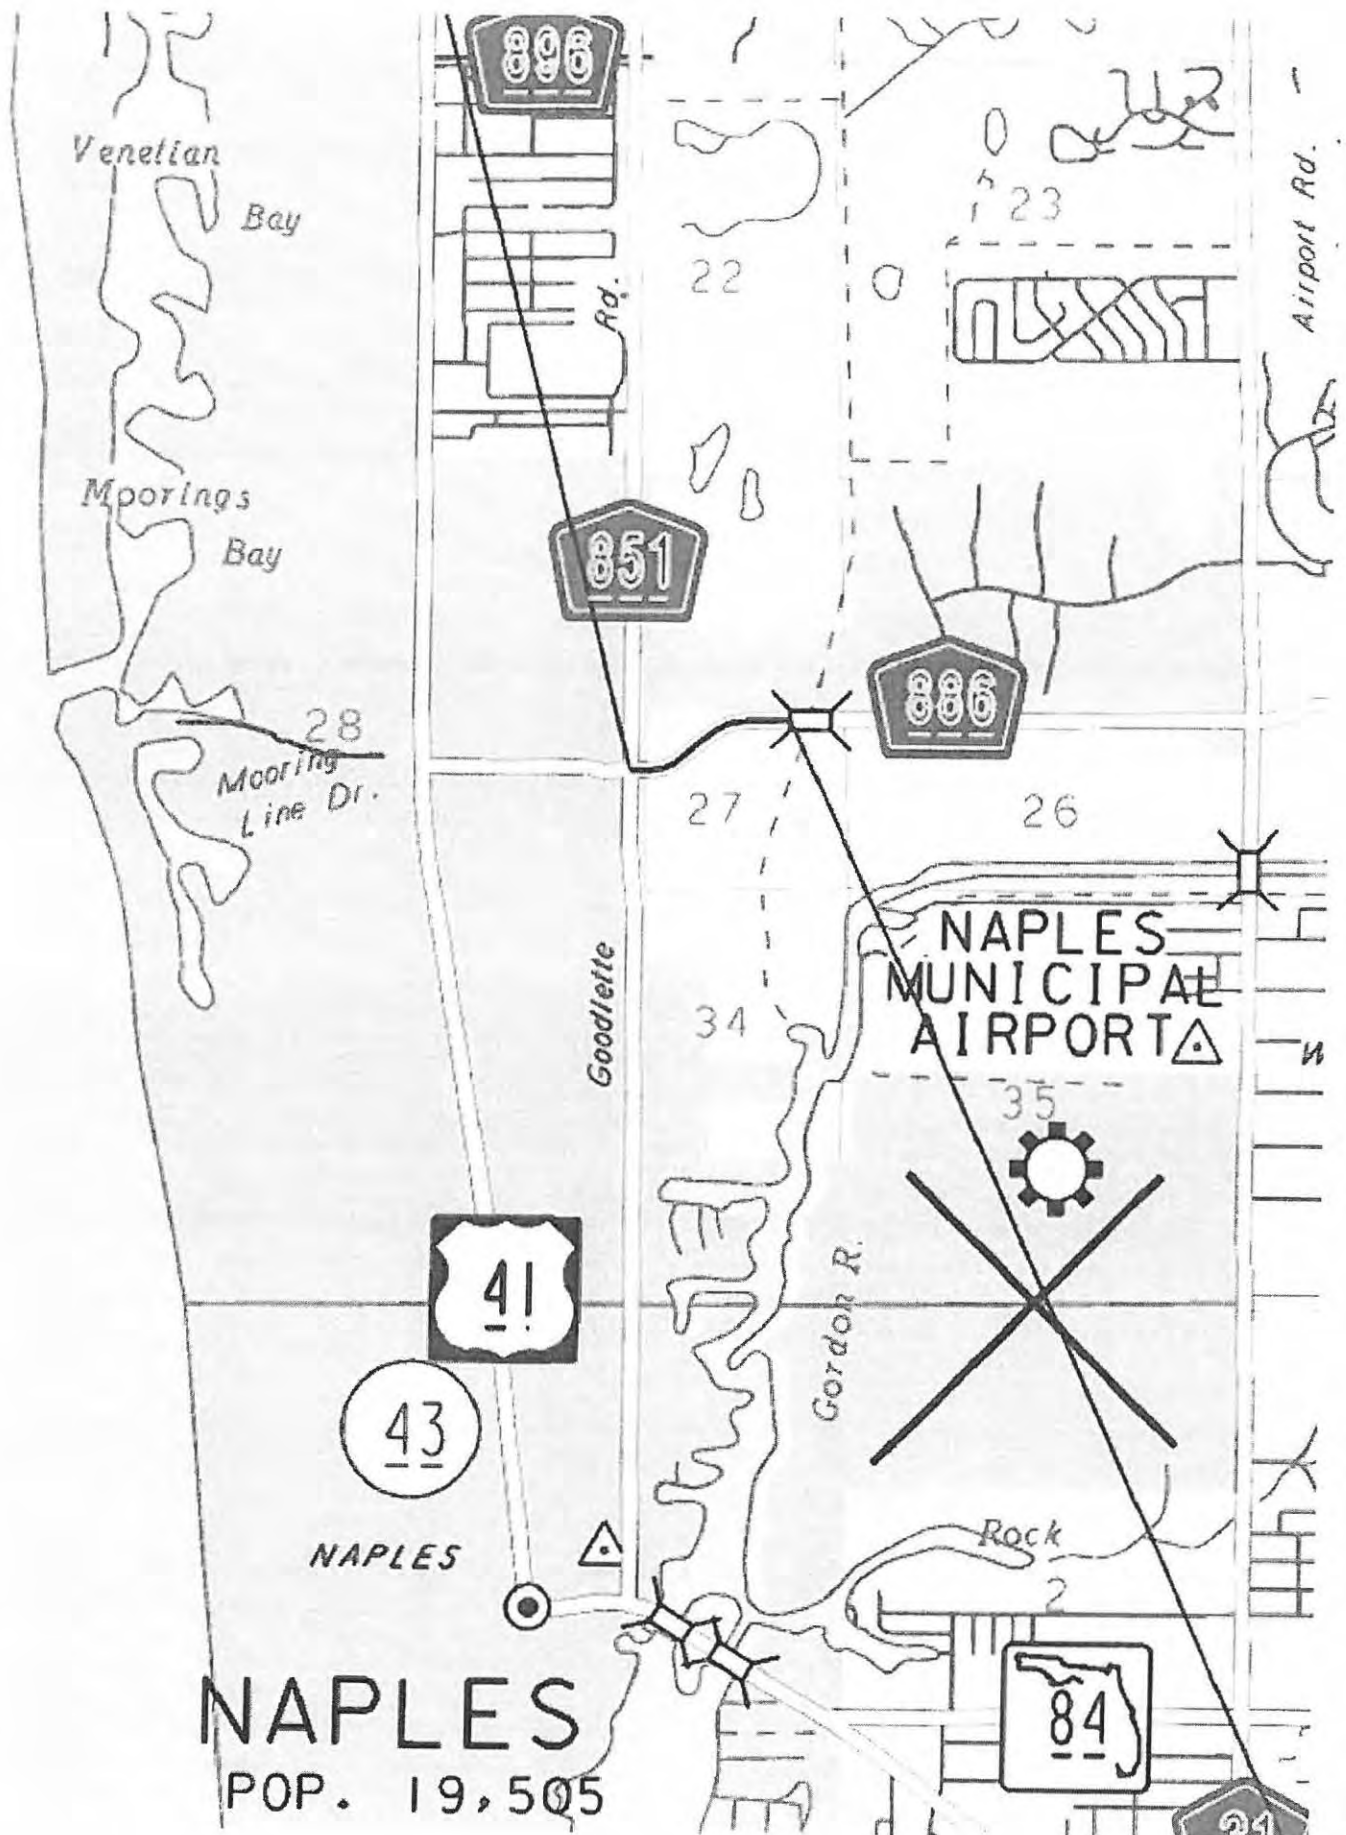 896
Venetian
Bay
23
Airport Rd.
22
Rd.
Moorings
Bay
851
886
28
Mooring
Line Dr.
27
26
NAPLES
MUNICIPAL
AIRPORT
Goodlette
34
35
41
Gordon R.
43
NAPLES
Rock
2
84
NAPLES
POP. 19,505